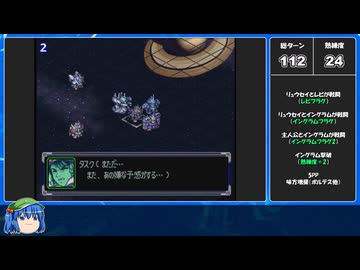 2
タスク（ まただ…
また、あの嫌な予感がする… ）
総ターン
112
熟練度
24
リュウセイとレビが戦闘
（レビフラグ）
リュウセイとイングラムが戦闘
（イングラムフラグ）
主人公とイングラムが戦闘
（イングラムフラグ2）
イングラム撃破
（熟練度+2）
SPP
味方増援（ボルテス他）